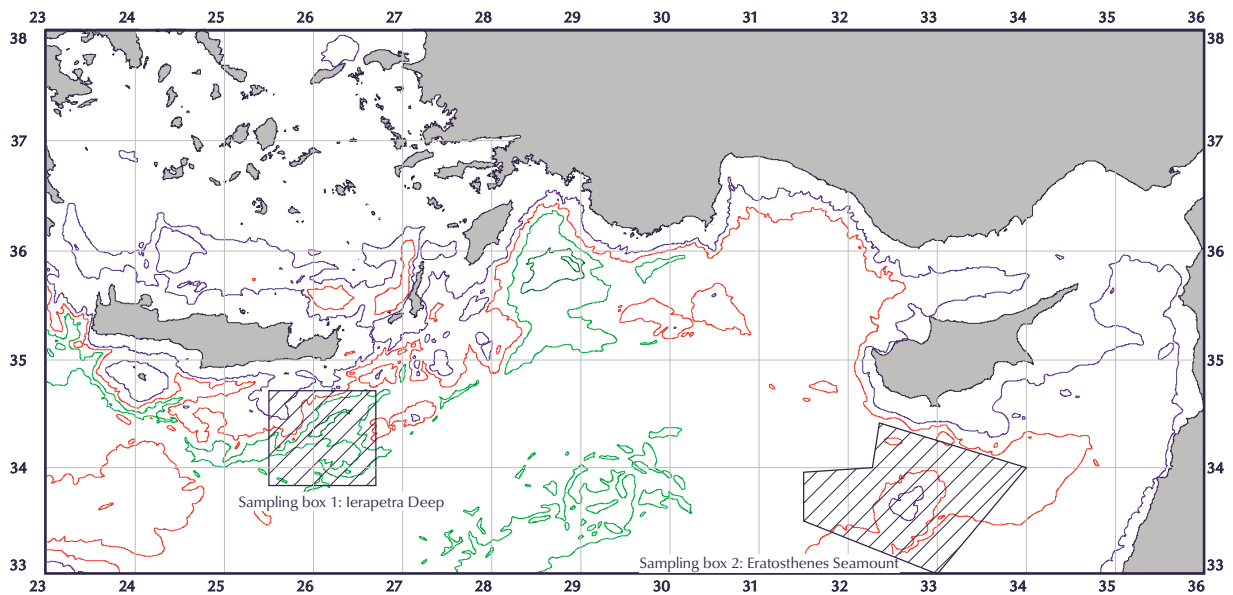 23 24 25 26 27 28 29 30 31 32 33 34 35 36
38 38
37 37
36 36
35 35
34 34
Sampling box 1: Ierapetra Deep
33 Sampling box 2: Eratosthenes Seamount 33
23 24 25 26 27 28 29 30 31 32 33 34 35 36